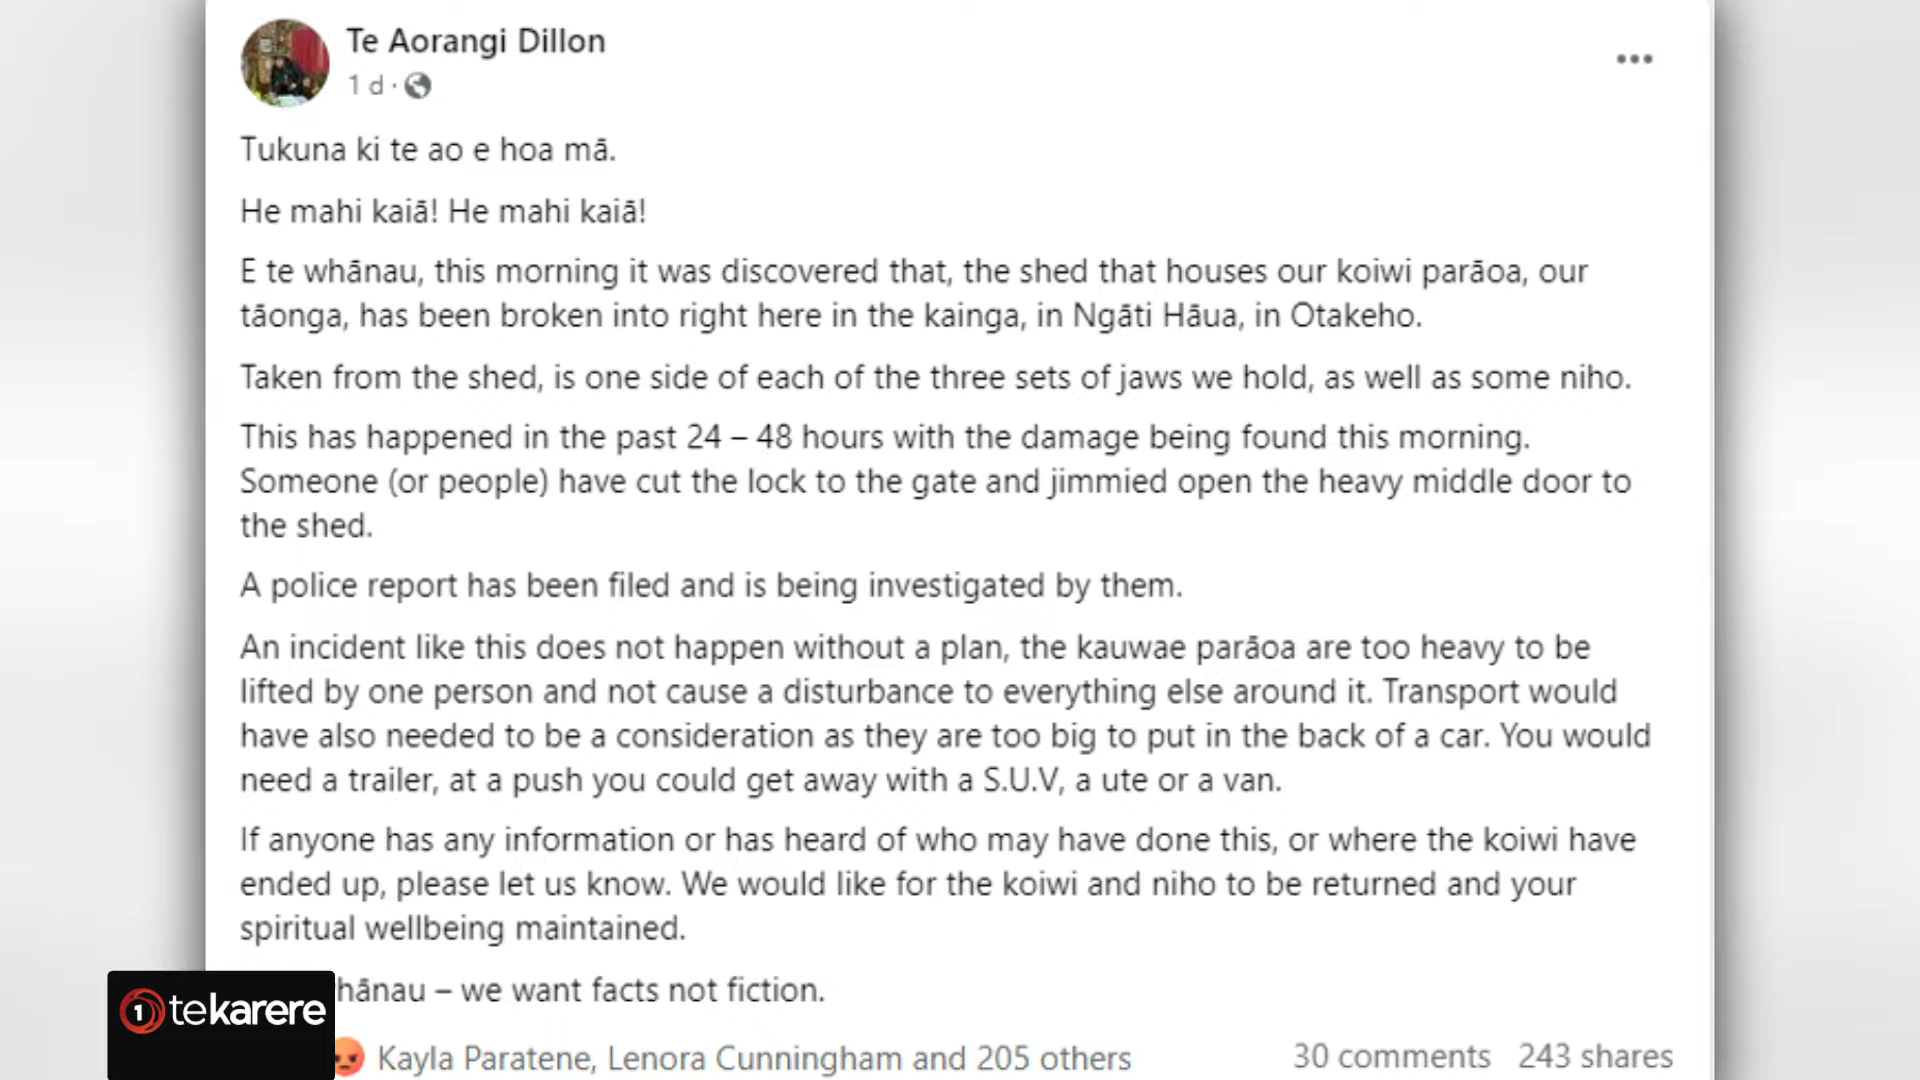 Te Aorangi Dillon
1 d ·
Tukuna ki te ao e hoa mā.
He mahi kaiā! He mahi kaiā!
E te whānau, this morning it was discovered that, the shed that houses our koiwi parāoa, our
tāonga, has been broken into right here in the kainga, in Ngāti Hāua, in Otakeho.
Taken from the shed, is one side of each of the three sets of jaws we hold, as well as some niho.
This has happened in the past 24 – 48 hours with the damage being found this morning.
Someone (or people) have cut the lock to the gate and jimmied open the heavy middle door to
the shed.
A police report has been filed and is being investigated by them.
An incident like this does not happen without a plan, the kauwae parāoa are too heavy to be
lifted by one person and not cause a disturbance to everything else around it. Transport would
have also needed to be a consideration as they are too big to put in the back of a car. You would
need a trailer, at a push you could get away with a S.U.V, a ute or a van.
If anyone has any information or has heard of who may have done this, or where the koiwi have
ended up, please let us know. We would like for the koiwi and niho to be returned and your
spiritual wellbeing maintained.
hānau – we want facts not fiction.
1 tekarere
Kayla Paratene, Lenora Cunningham and 205 others
30 comments 243 shares